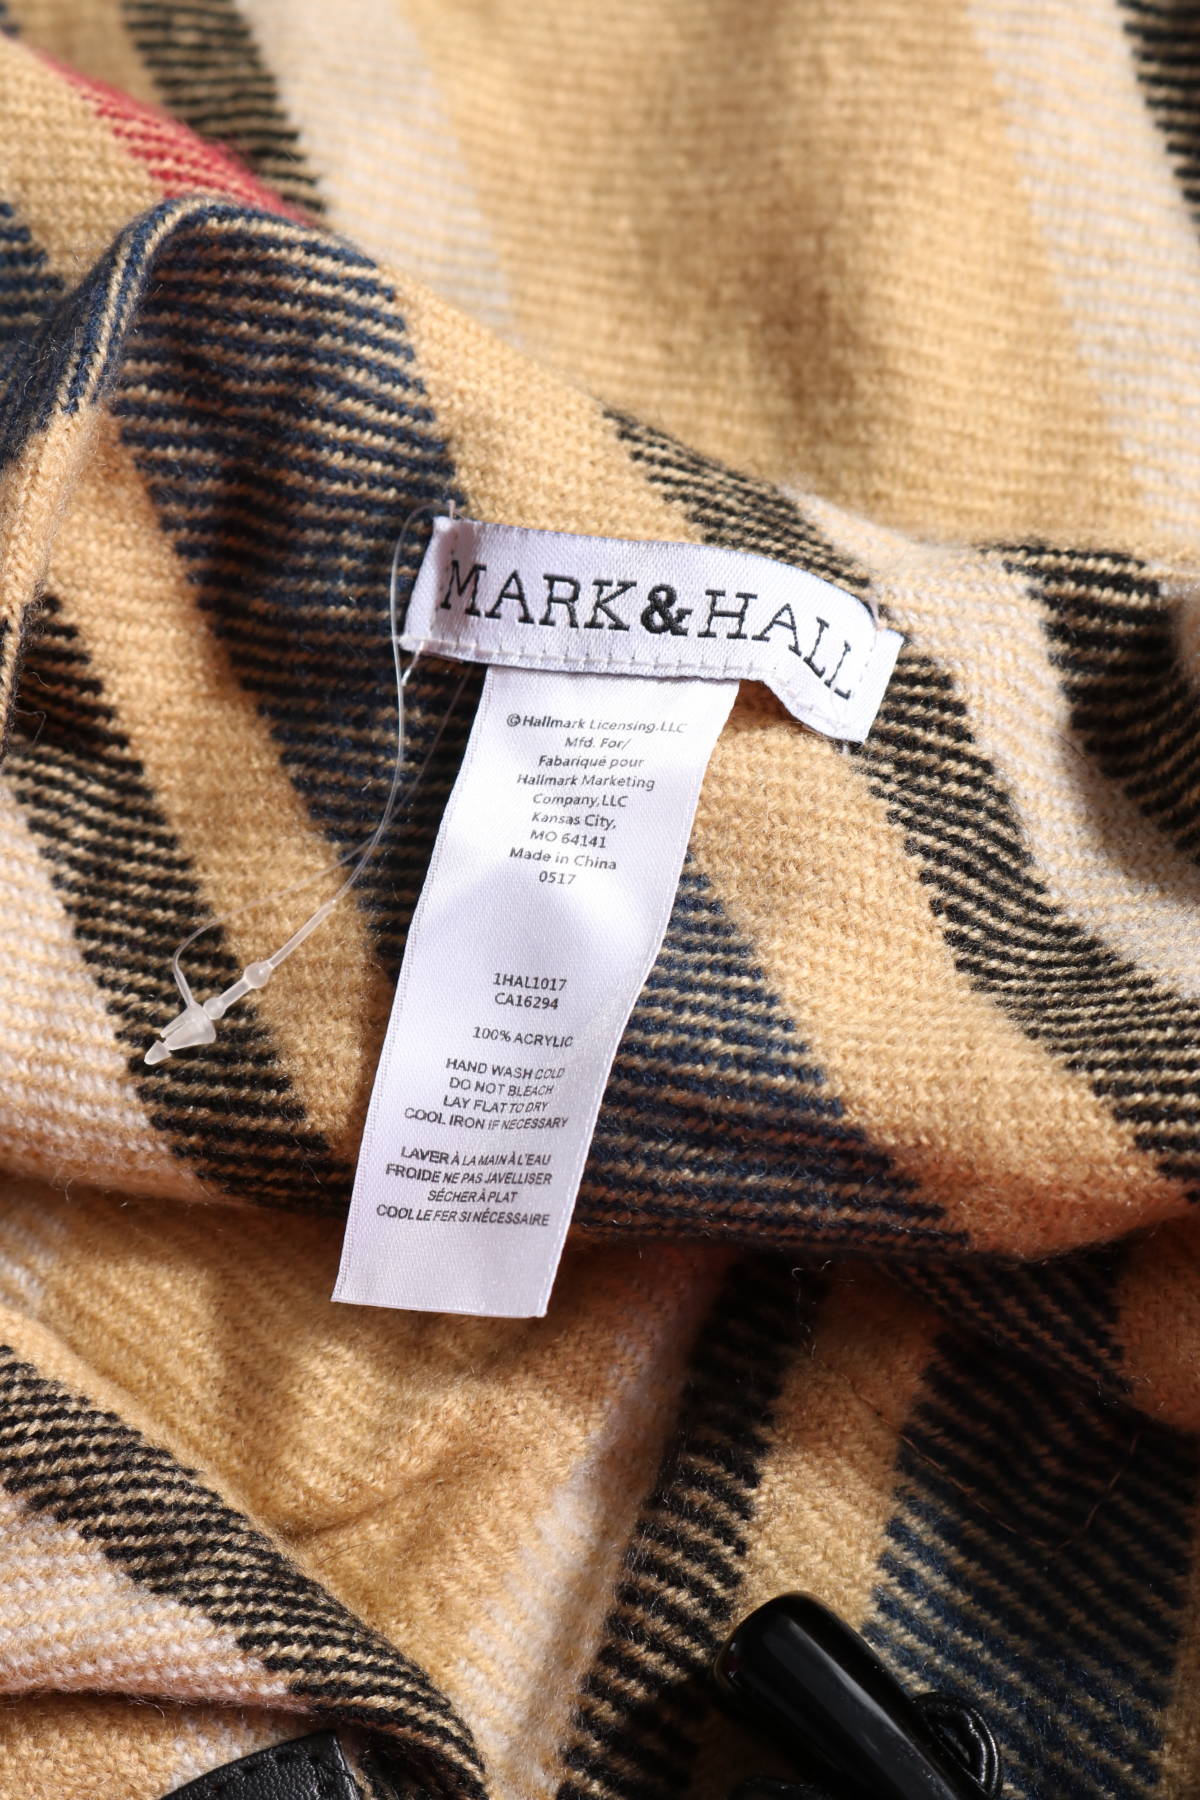 MARK&HALL
©Hallmark Licensing.LLC
Mfd. For/
Fabariqué pour
Hallmark Marketing
Company,LLC
Kansas City,
MO 64141
Made in China
0517
1HAL1017
CA16294
100% ACRYLIC
HAND WASH COLD
DO NOT BLEACH
LAY FLAT TO DRY
COOL IRON IF NECESSARY
LAVER À LA MAIN À L'EAU
FROIDE NE PAS JAVELLISER
SÉCHER À PLAT
COOL LE FER SI NÉCESSAIRE